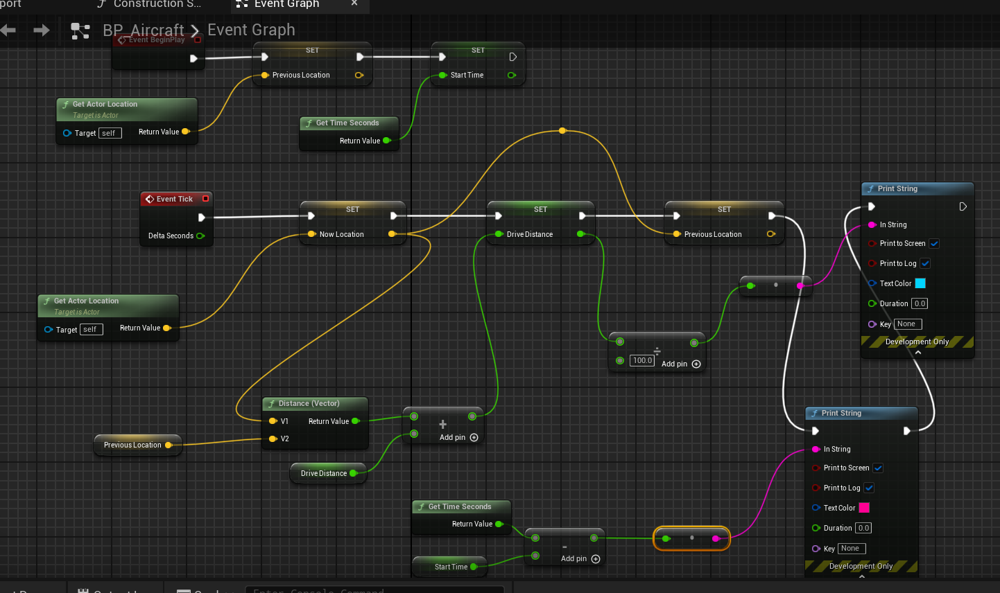 port
Construction S...
Event Graph
×
BP_Aircraft > Event Graph
Event BeginPlay
SET
Previous Location
SET
Start Time
Get Actor Location
Target is Actor
Target self
Return Value
Get Time Seconds
Return Value
Event Tick
Delta Seconds
SET
Now Location
SET
Drive Distance
SET
Previous Location
Print String
In String
Print to Screen
Print to Log
Text Color
Duration 0.0
Key None
Development Only
Get Actor Location
Target is Actor
Target self
Return Value
÷
100.0
Add pin
Distance (Vector)
V1
Return Value
V2
+
Add pin
Previous Location
Drive Distance
Print String
In String
Print to Screen
Print to Log
Text Color
Duration 0.0
Key None
Development Only
Get Time Seconds
Return Value
-
Add pin
Start Time
Enter Console Command